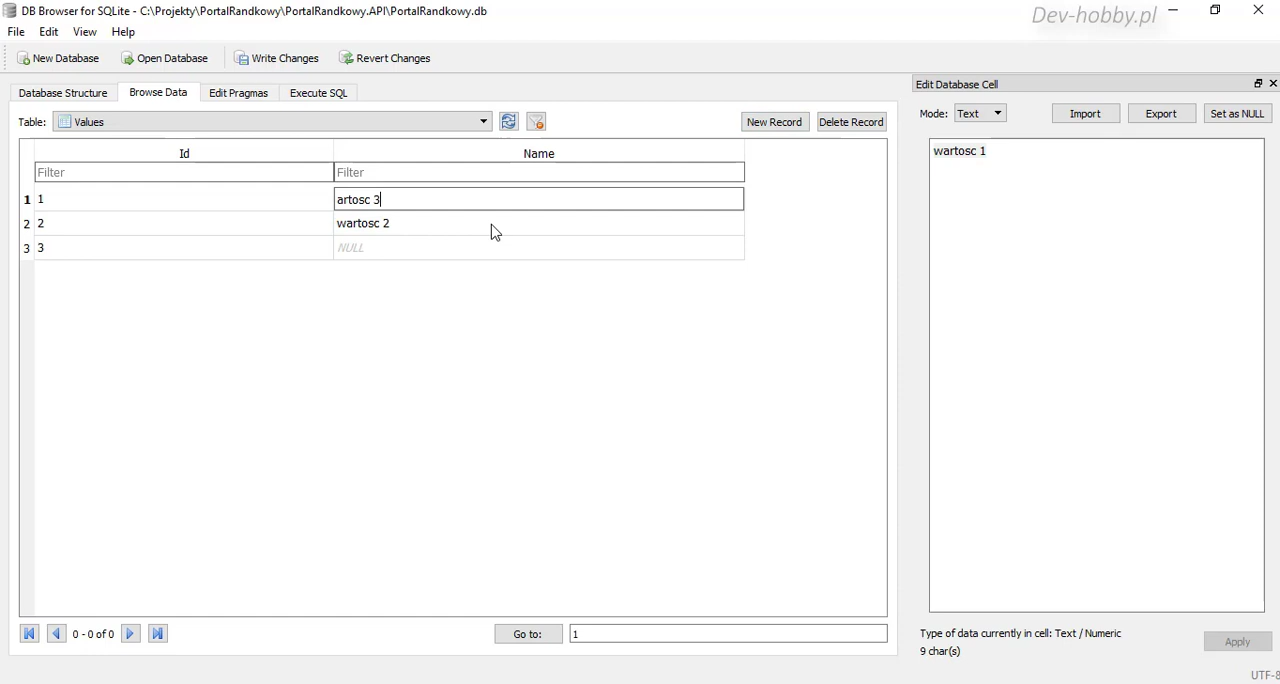 DB Browser for SQLite - C:\Projekty\PortalRandkowy\PortalRandkowy.API\PortalRandkowy.db
Dev-hobby.pl
File Edit View Help
New Database Open Database Write Changes Revert Changes
Edit Database Cell
Database Structure Browse Data Edit Pragmas Execute SQL
Mode: Text Import Export Set as NULL
Table: Values New Record Delete Record
Id Name
Filter Filter
1 1 artosc 3
2 2 wartosc 2
3 3 NULL
wartosc 1
0 - 0 of 0 Go to: 1
Type of data currently in cell: Text / Numeric
9 char(s)
Apply
UTF-8